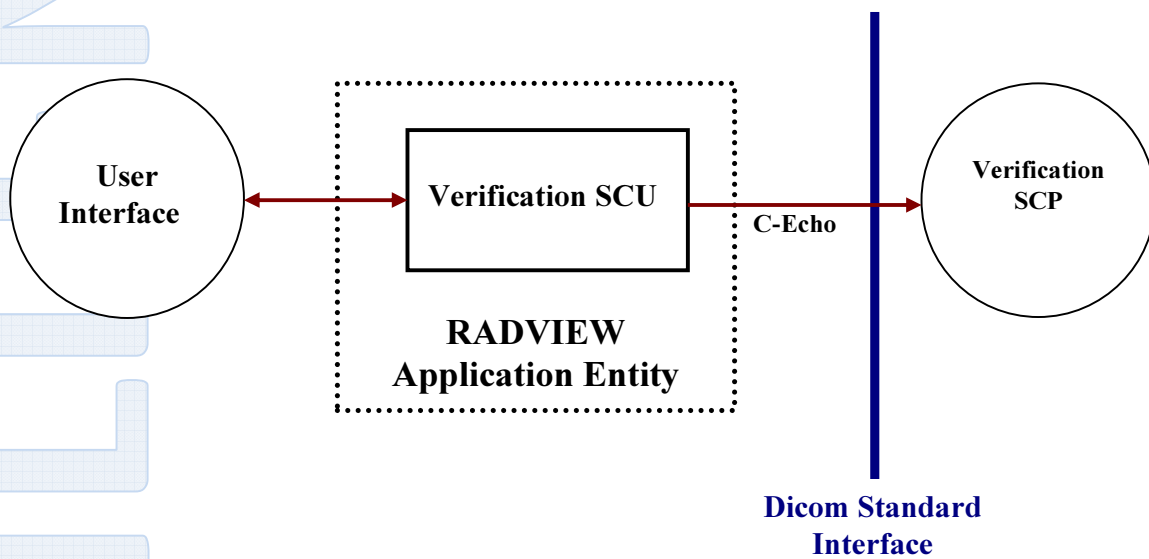 User
Interface
Verification SCU
RADVIEW
Application Entity
C-Echo
Verification
SCP
Dicom Standard
Interface